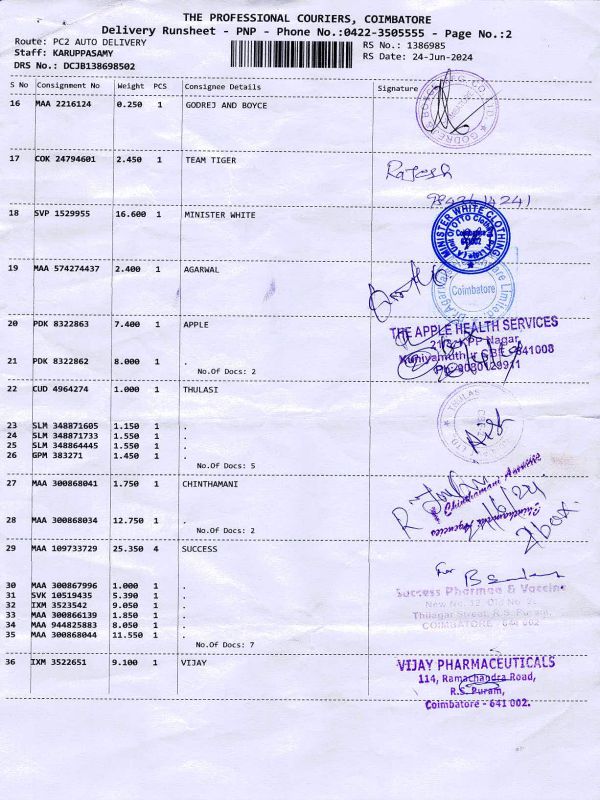 THE PROFESSIONAL COURIERS, COIMBATORE
Delivery Runsheet - PNP - Phone No.:0422-3505555 - Page No.:2
Route: PC2 AUTO DELIVERY
RS No.: 1386985
Staff: KARUPPASAMY
RS Date: 24-Jun-2024
DRS No.: DCJB138698502
S No Consignment No Weight PCS Consignee Details Signature
16 MAA 2216124 0.250 1 GODREJ AND BOYCE
17 COK 24794601 2.450 1 TEAM TIGER
Rajesh
18 SVP 1529955 16.600 1 MINISTER WHITE
MINISTER WHITE CLOTHING
19 MAA 574274437 2.400 1 AGARWAL
Coimbatore
20 PDK 8322863 7.400 1 APPLE
THE APPLE HEALTH SERVICES
21 PDK 8322862 8.000 1 .
No.Of Docs: 2
22 CUD 4964274 1.000 1 THULASI
THULAS
23 SLM 348871605 1.150 1 .
24 SLM 348871733 1.550 1 .
25 SLM 348864445 1.550 1 .
26 GPM 383271 1.450 1 .
No.Of Docs: 5
27 MAA 300868041 1.750 1 CHINTHAMANI
28 MAA 300868034 12.750 1 .
No.Of Docs: 2
29 MAA 109733729 25.350 4 SUCCESS
For
Success Pharmaa & Vaccine
30 MAA 300867996 1.000 1 .
31 SVK 10519435 5.390 1 .
32 IXM 3523542 9.050 1 .
Thilagar Street, R.S. Puram,
33 MAA 300866139 1.850 1 .
COIMBATORE - 641 002
34 MAA 944825883 8.050 1 .
35 MAA 300868044 11.550 1 .
No.Of Docs: 7
36 IXM 3522651 9.100 1 VIJAY
VIJAY PHARMACEUTICALS
114, Ramachandra Road,
R.S. Puram,
Coimbatore - 641 002.